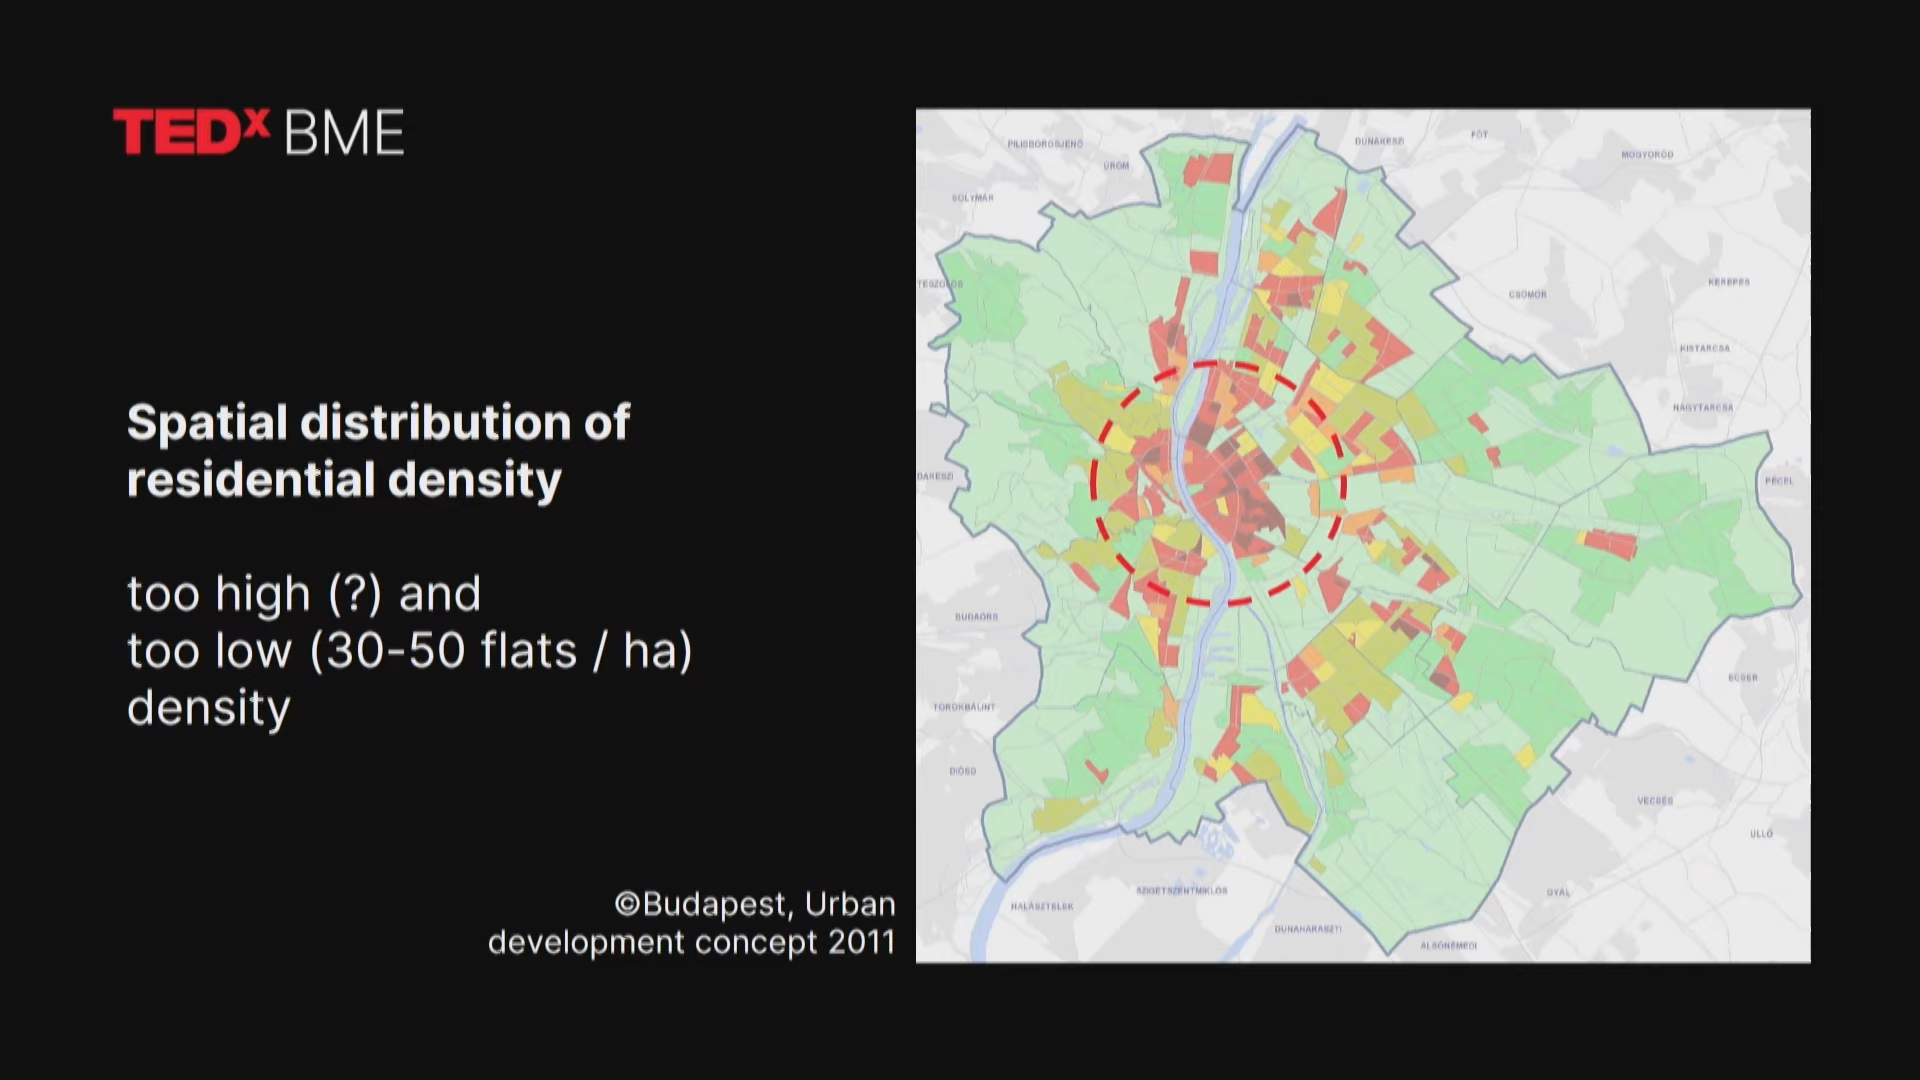 TEDx BME
Spatial distribution of
residential density
too high (?) and
too low (30-50 flats / ha)
density
©Budapest, Urban
development concept 2011
PILISBOROSJENŐ
ÜRÖM
SOLYMÁR
DUNAKESZI
FÓT
MOGYORÓD
KEREPES
CSÖMÖR
KISTARCSA
NAGYTARCSA
PÉCEL
BUDAÖRS
ECSER
TÖRÖKBÁLINT
DIÓSD
VECSÉS
ÜLLŐ
SZIGETSZENTMIKLÓS
GYÁL
HALÁSZTELEK
DUNAHARASZTI
ALSÓNÉMEDI